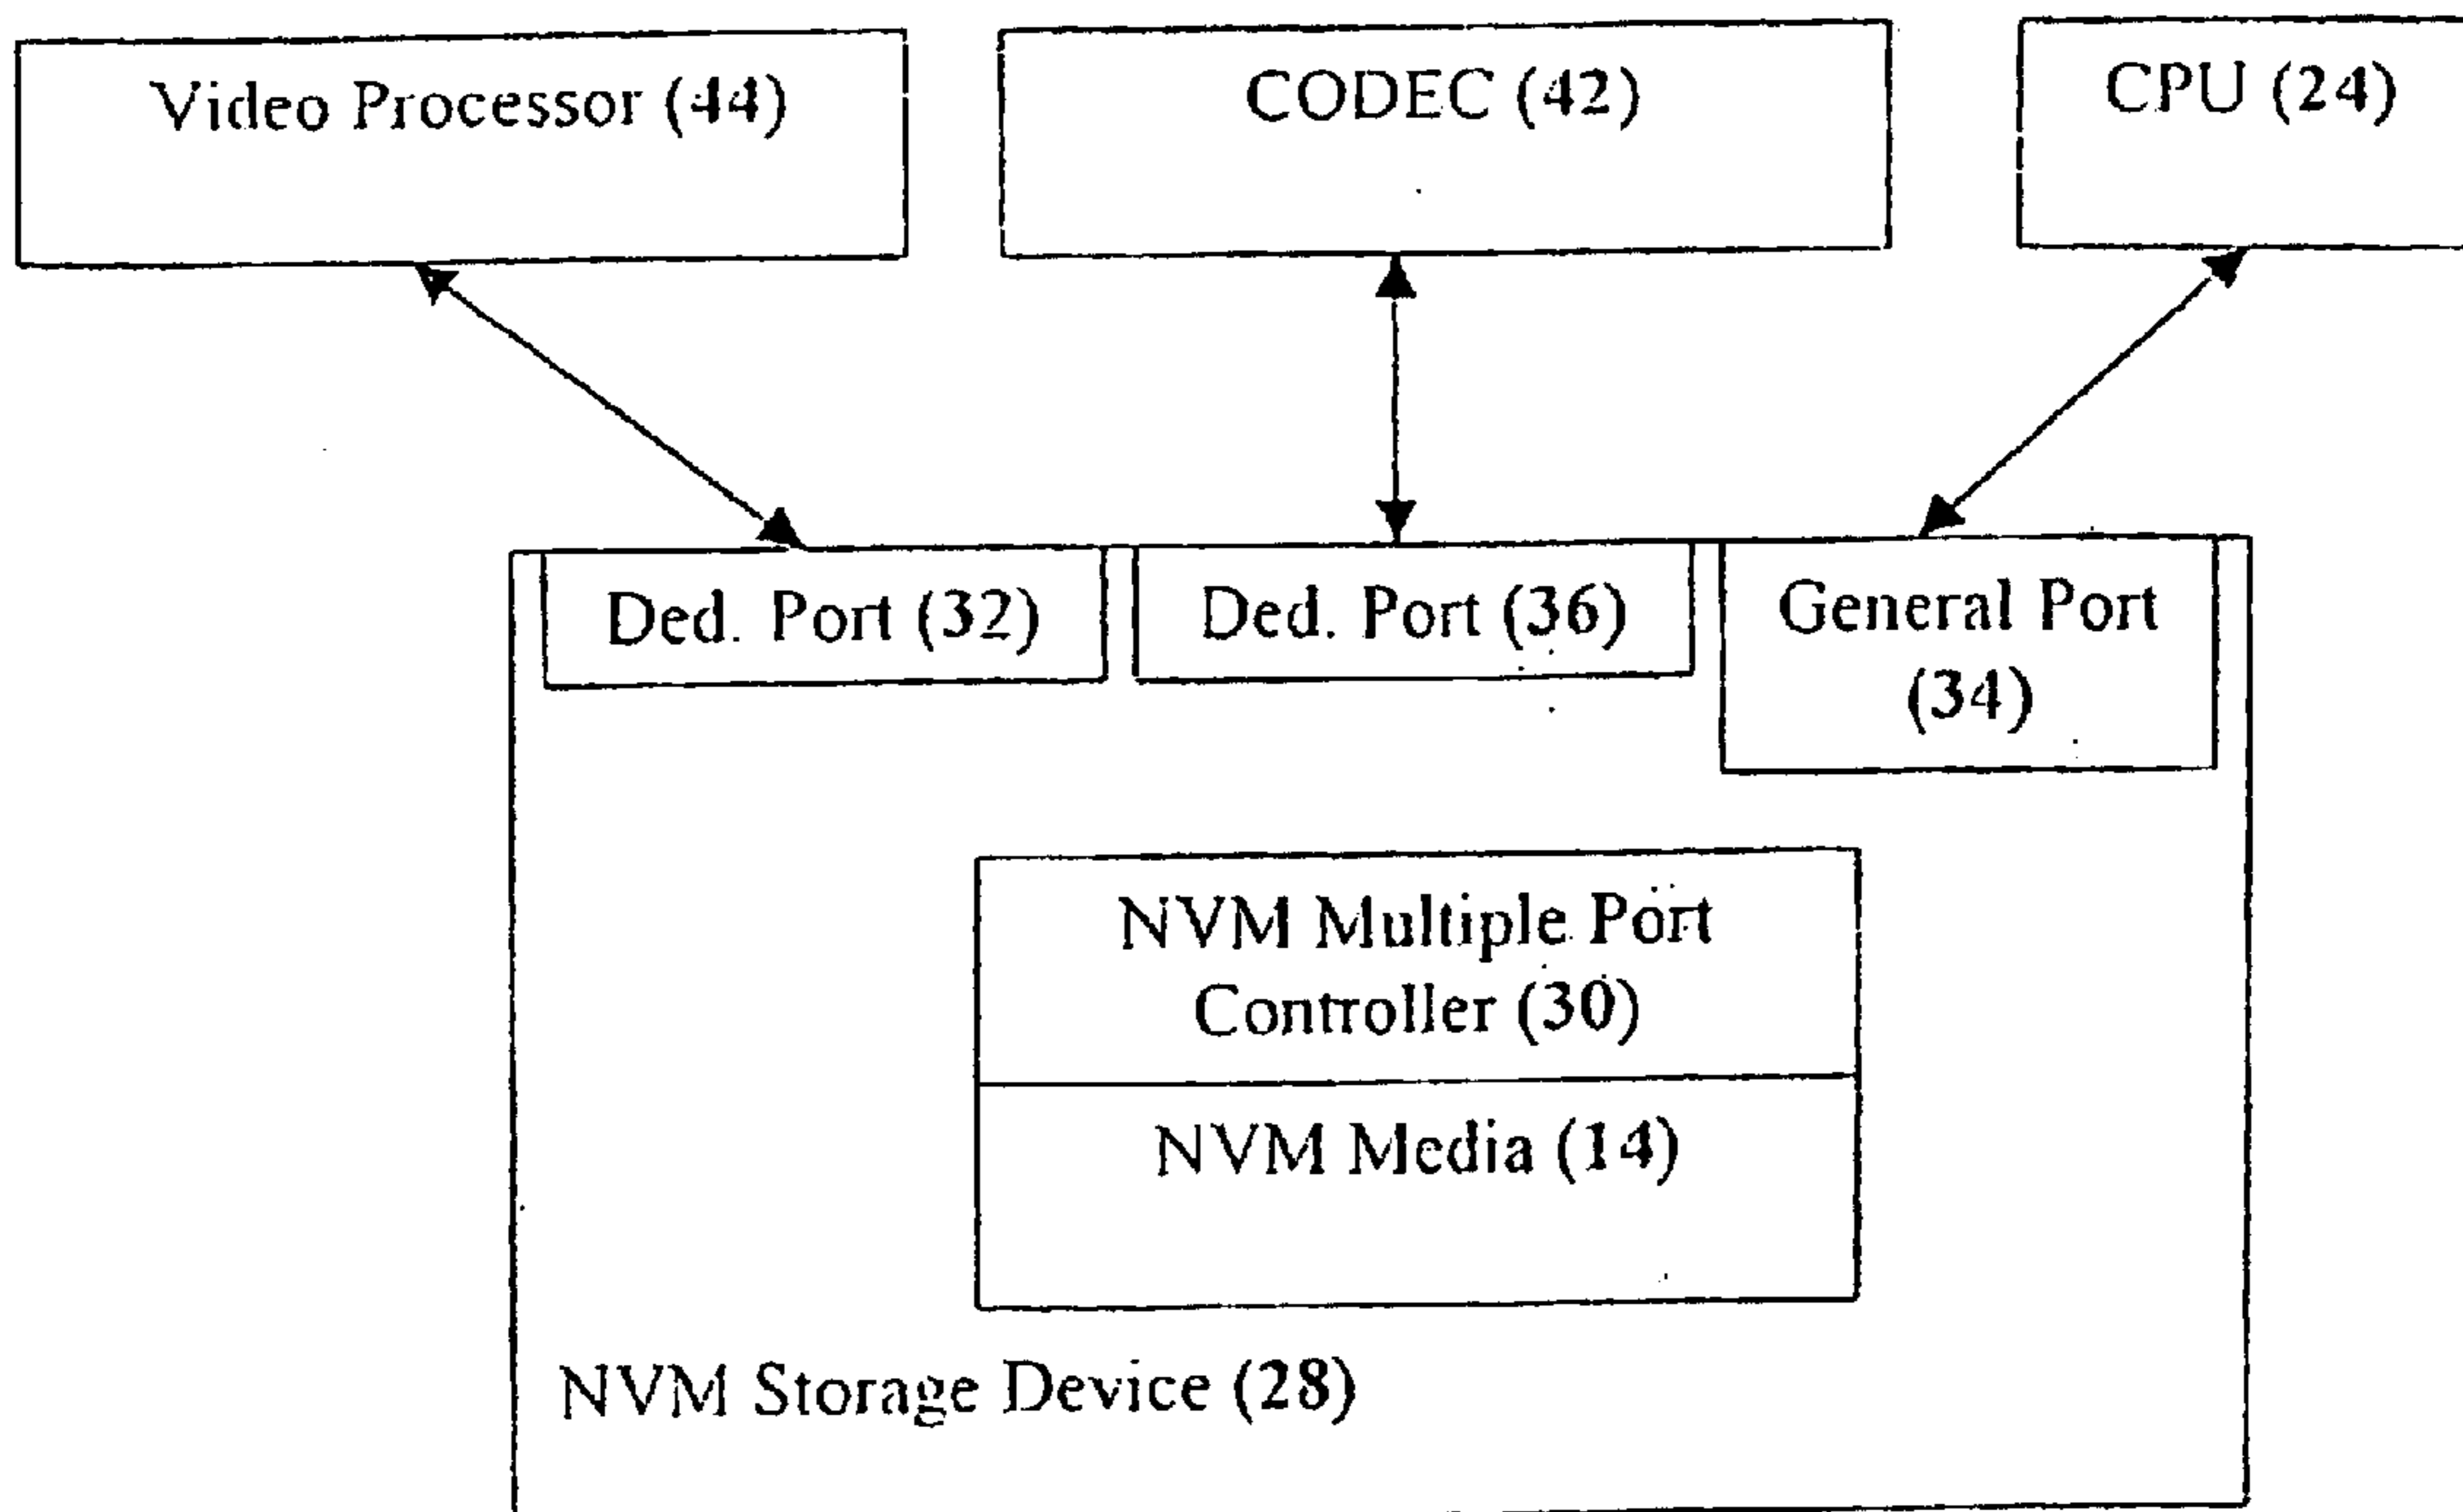 Video Processor (44)
CODEC (42)
CPU (24)
Ded. Port (32)
Ded. Port (36)
General Port
(34)
NVM Multiple Port
Controller (30)
NVM Media (14)
NVM Storage Device (28)